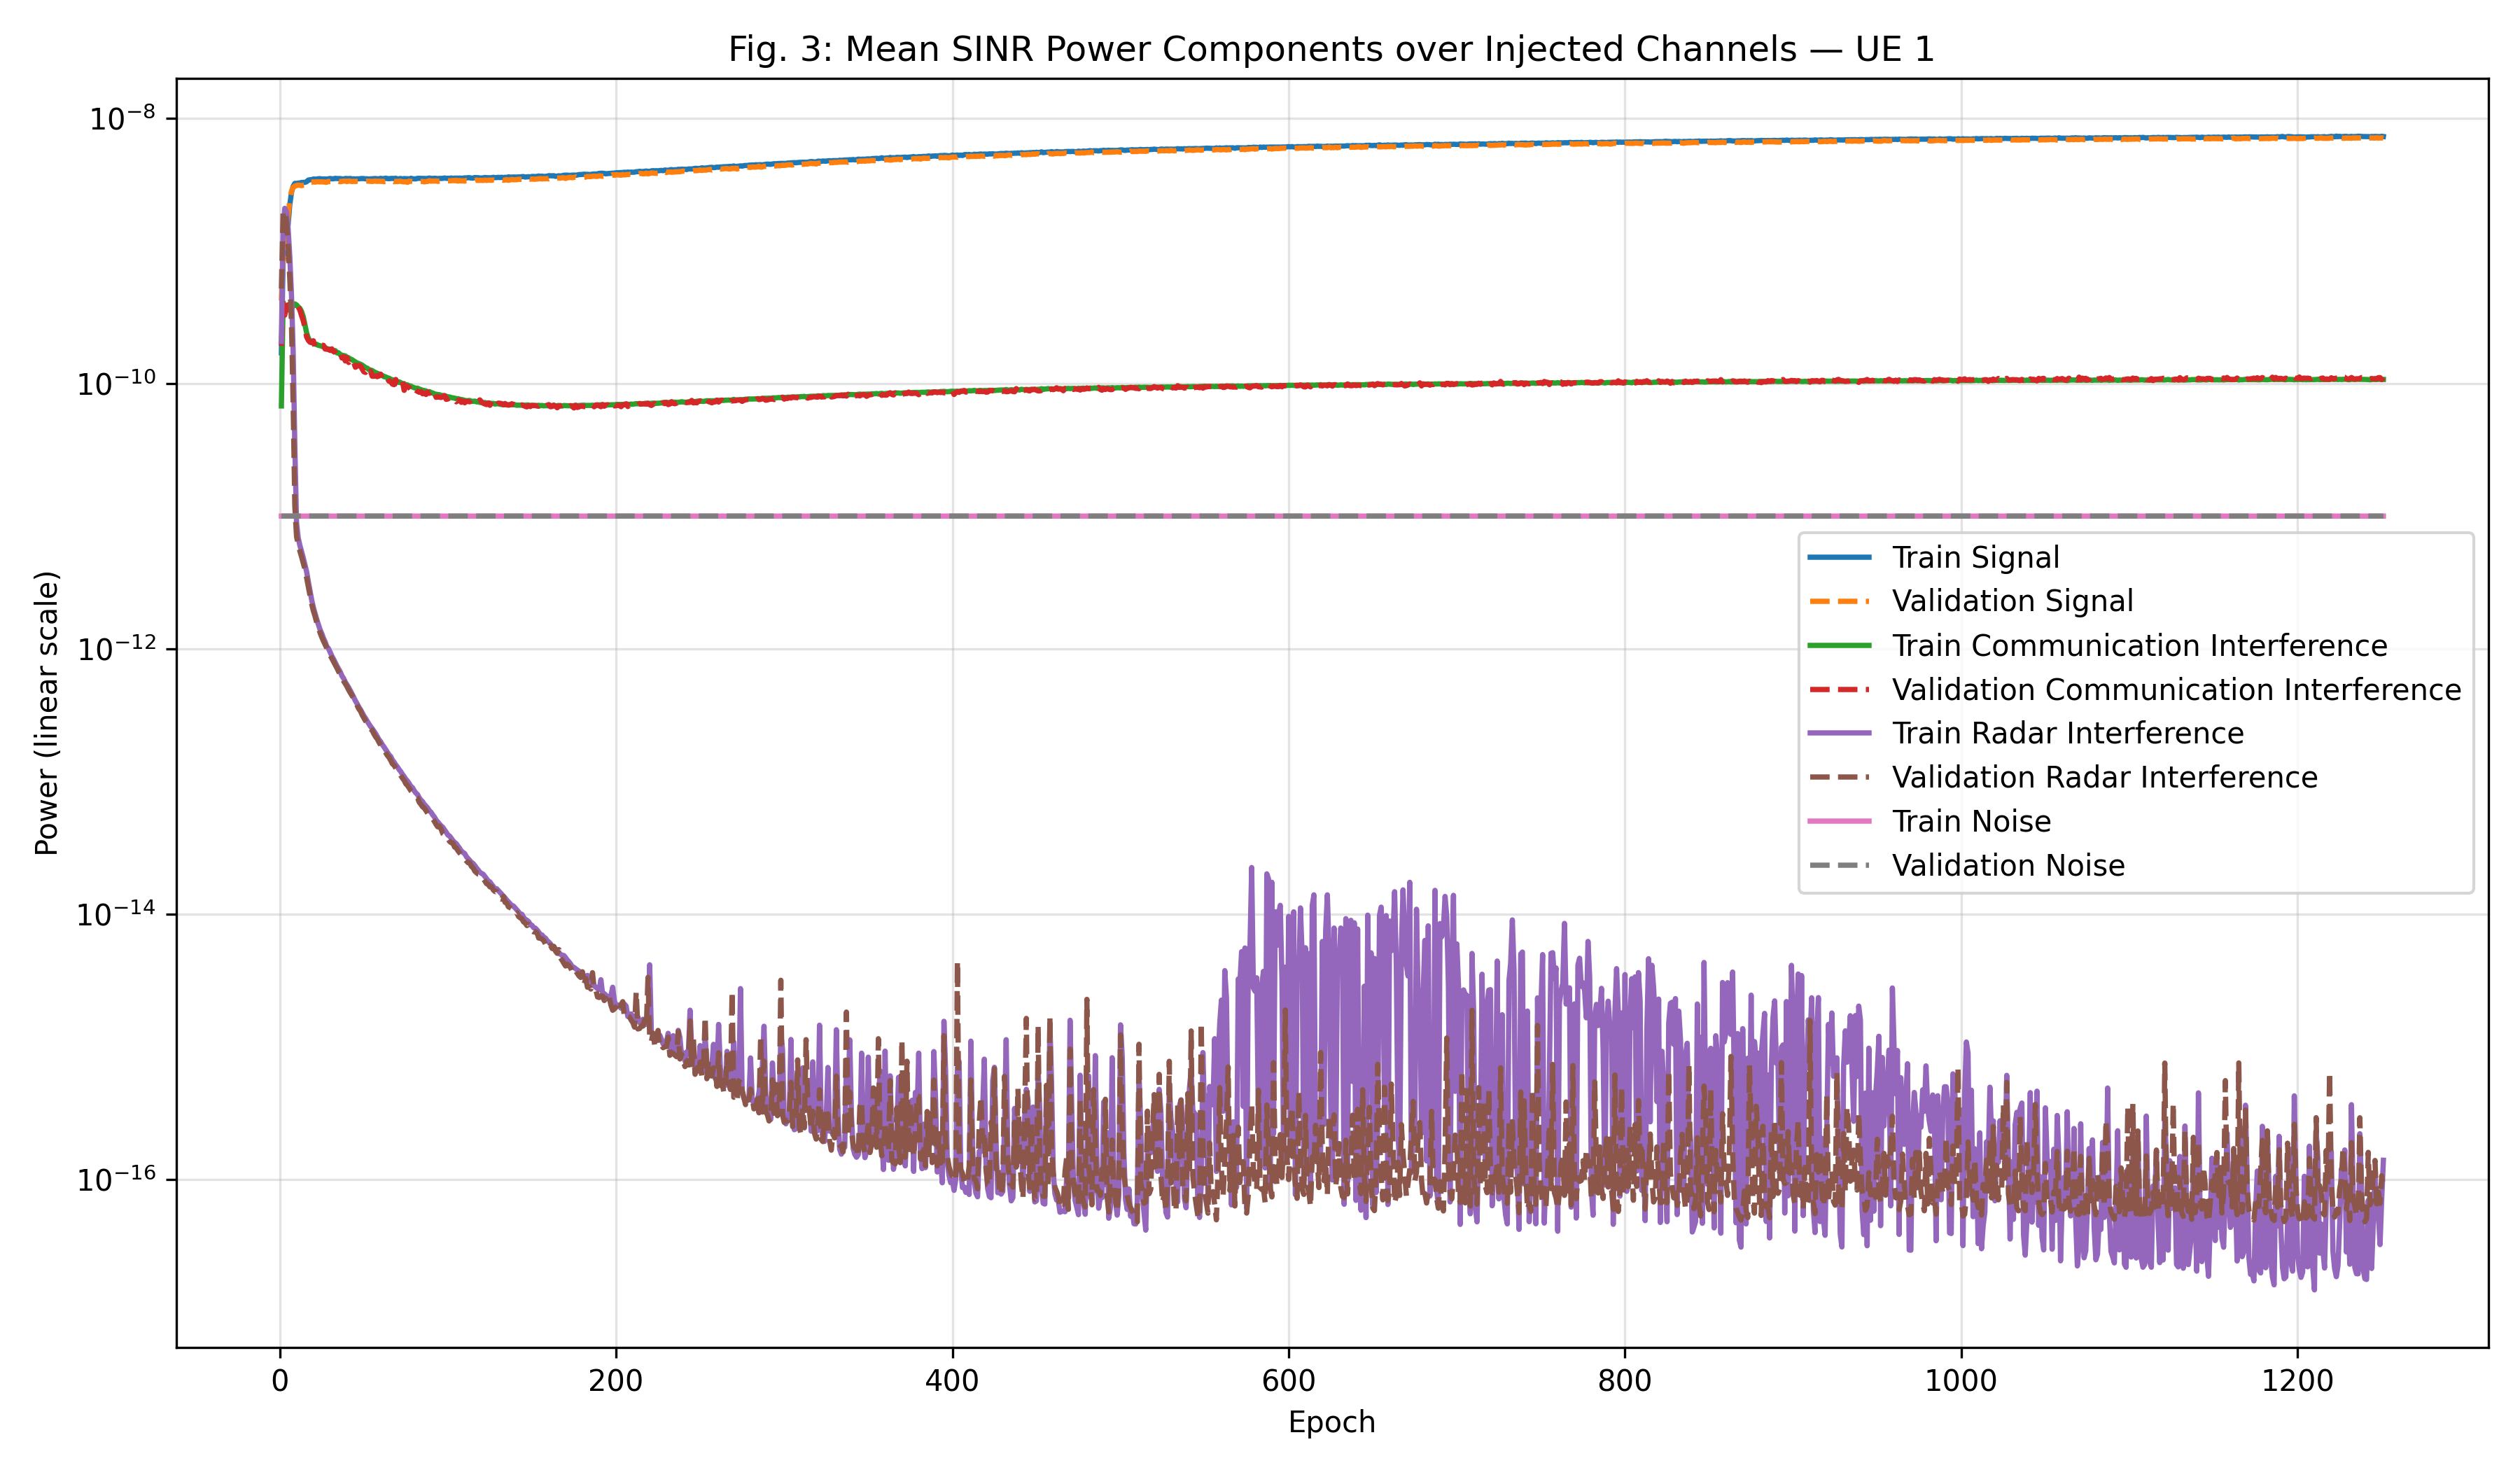 Fig. 3: Mean SINR Power Components over Injected Channels — UE 1
Power (linear scale)
10⁻⁸
10⁻¹⁰
10⁻¹²
10⁻¹⁴
10⁻¹⁶
Train Signal
Validation Signal
Train Communication Interference
Validation Communication Interference
Train Radar Interference
Validation Radar Interference
Train Noise
Validation Noise
0 200 400 600 800 1000 1200
Epoch